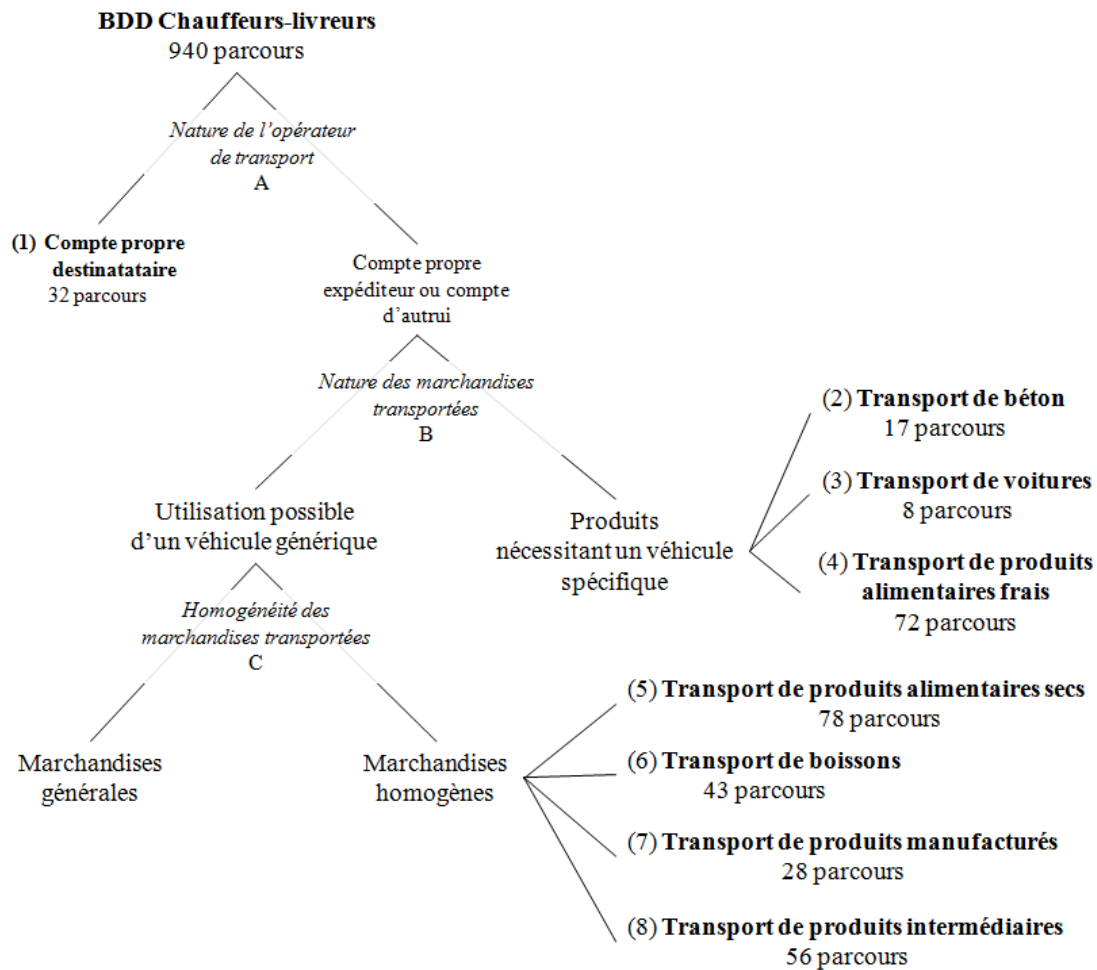 BDD Chauffeurs-livreurs
940 parcours
Nature de l'opérateur
de transport
A
(1) Compte propre
destinatataire
32 parcours
Compte propre
expéditeur ou compte
d'autrui
Nature des marchandises
transportées
B
Utilisation possible
d'un véhicule générique
Produits
nécessitant un véhicule
spécifique
(2) Transport de béton
17 parcours
(3) Transport de voitures
8 parcours
(4) Transport de produits
alimentaires frais
72 parcours
Homogénéité des
marchandises transportées
C
Marchandises
générales
Marchandises
homogènes
(5) Transport de produits alimentaires secs
78 parcours
(6) Transport de boissons
43 parcours
(7) Transport de produits manufacturés
28 parcours
(8) Transport de produits intermédiaires
56 parcours